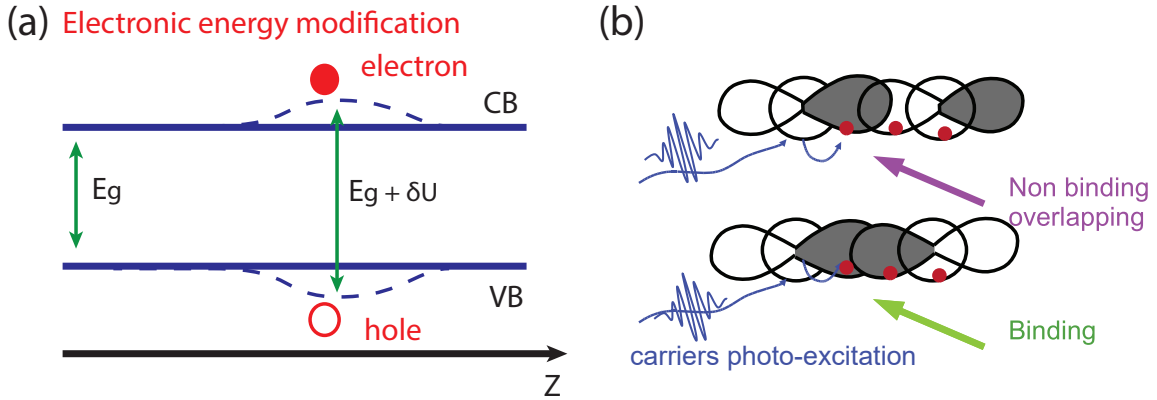 (a) Electronic energy modification
electron
CB
Eg
Eg + δU
VB
hole
Z
(b)
Non binding
overlapping
Binding
carriers photo-excitation